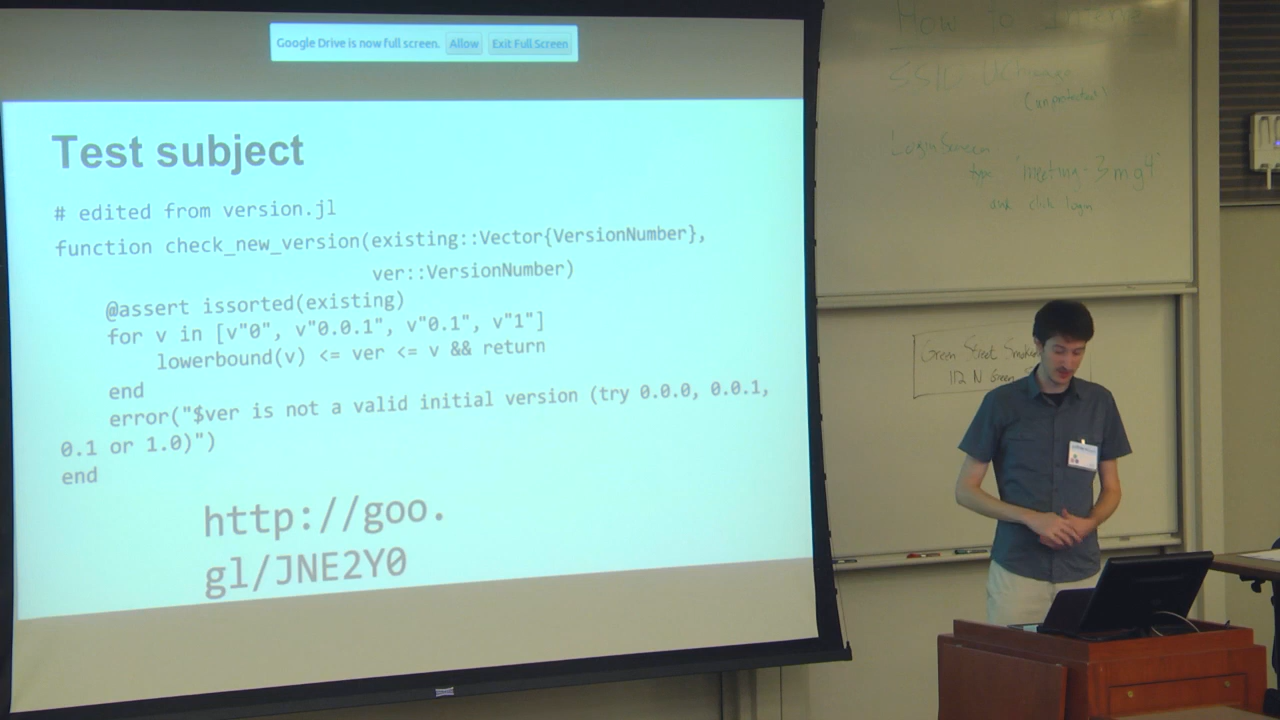 Google Drive is now full screen. Allow Exit Full Screen
Test subject
# edited from version.jl
function check_new_version(existing::Vector{VersionNumber},
ver::VersionNumber)
@assert issorted(existing)
for v in [v"0", v"0.0.1", v"0.1", v"1"]
lowerbound(v) <= ver <= v && return
end
error("$ver is not a valid initial version (try 0.0.0, 0.0.1,
0.1 or 1.0)")
end
http://goo.
gl/JNE2Y0
How to
SSID UChicago
(unprotected)
Login Screen
type "meeting-3mg4"
and click login
Green Street Smoke
112 N Green